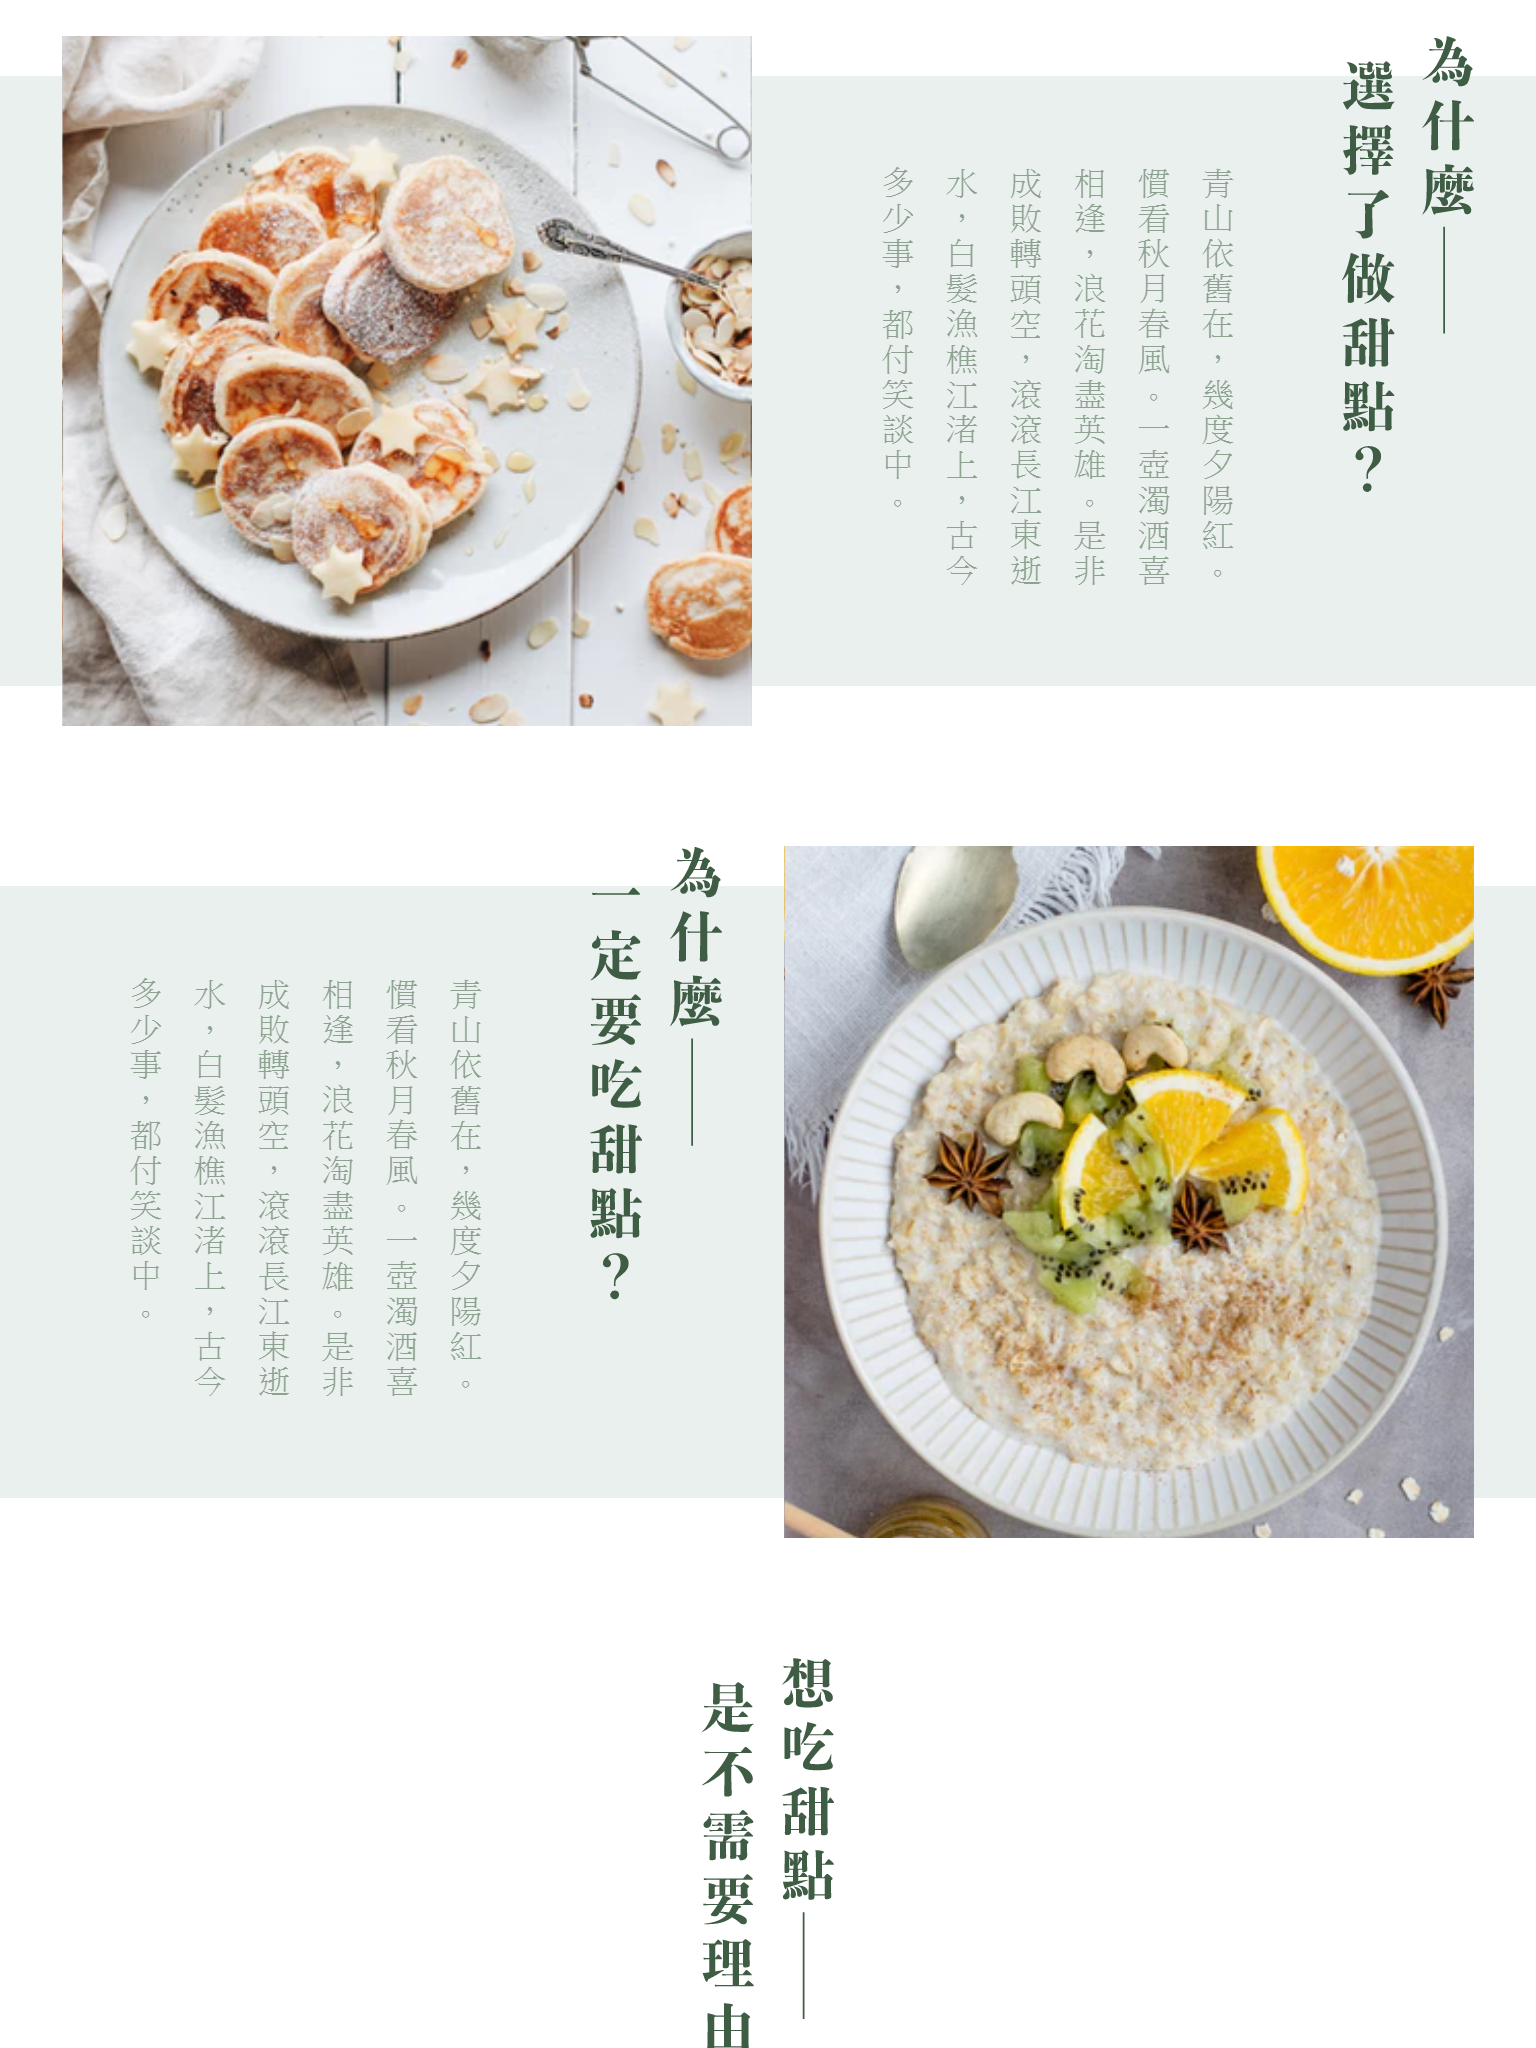 為什麼——
選擇了做甜點？
青山依舊在，幾度夕陽紅。
慣看秋月春風。一壺濁酒喜
相逢，浪花淘盡英雄。是非
成敗轉頭空，滾滾長江東逝
水，白髮漁樵江渚上，古今
多少事，都付笑談中。
為什麼——
一定要吃甜點？
青山依舊在，幾度夕陽紅。
慣看秋月春風。一壺濁酒喜
相逢，浪花淘盡英雄。是非
成敗轉頭空，滾滾長江東逝
水，白髮漁樵江渚上，古今
多少事，都付笑談中。
想吃甜點——
是不需要理由